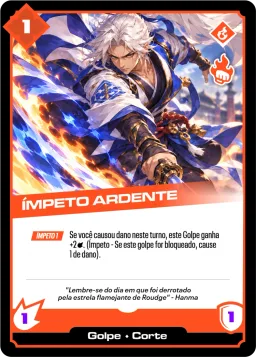 1
ÍMPETO ARDENTE
ÍMPETO 1 Se você causou dano neste turno, este Golpe ganha
+2. (Ímpeto - Se este golpe for bloqueado, cause
1 de dano).
"Lembre-se do dia em que foi derrotado
pela estrela flamejante de Roudge" - Hanma
1 1
Golpe • Corte